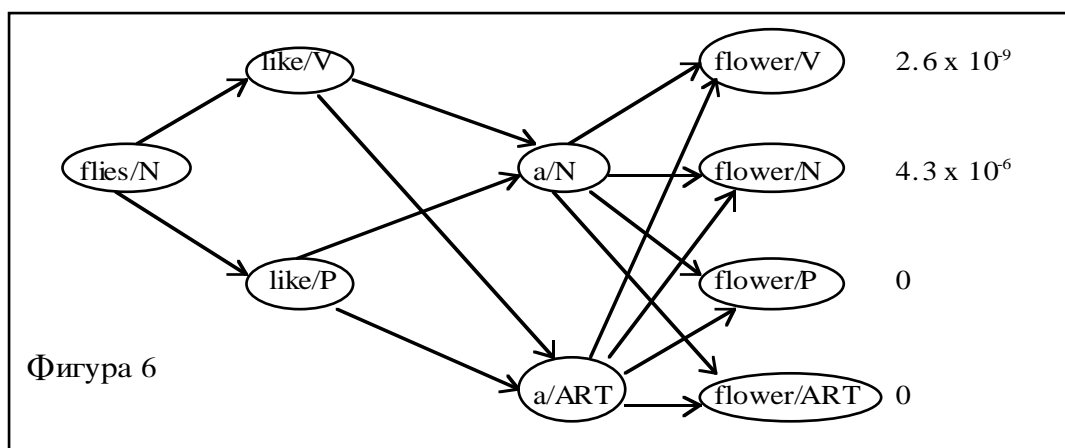 like/V
flower/V 2.6 x 10⁻⁹
flies/N
a/N
flower/N 4.3 x 10⁻⁶
like/P
flower/P 0
Фигура 6
a/ART
flower/ART 0